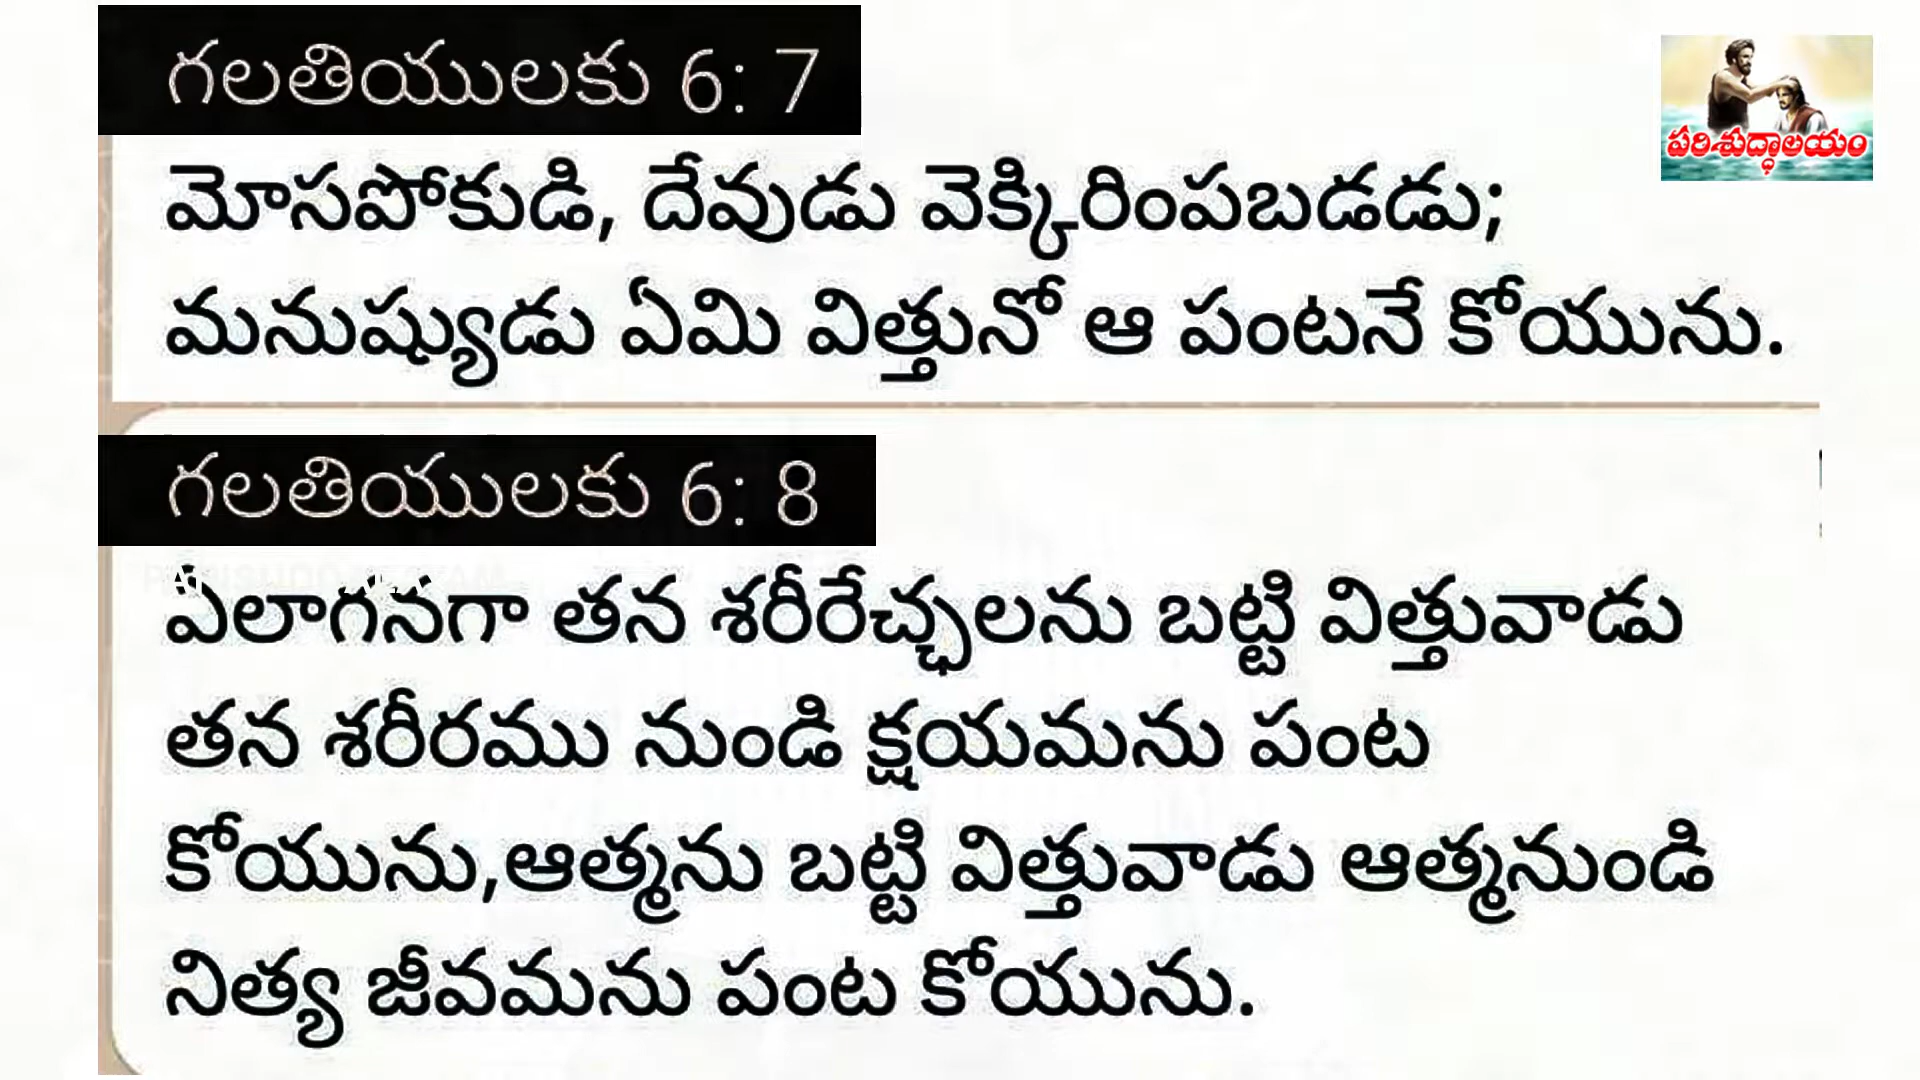 గలతియులకు 6: 7
పరిశుద్ధాలయం
మోసపోకుడి, దేవుడు వెక్కిరింపబడడు;
మనుష్యుడు ఏమి విత్తునో ఆ పంటనే కోయును.
గలతియులకు 6: 8
ఏలాగనగా తన శరీరేచ్ఛలను బట్టి విత్తువాడు
తన శరీరము నుండి క్షయమను పంట
కోయును,ఆత్మను బట్టి విత్తువాడు ఆత్మనుండి
నిత్య జీవమను పంట కోయును.